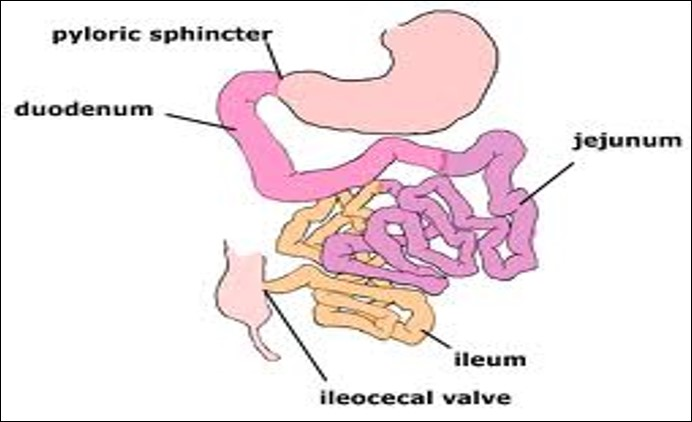 pyloric sphincter
duodenum
jejunum
ileum
ileocecal valve